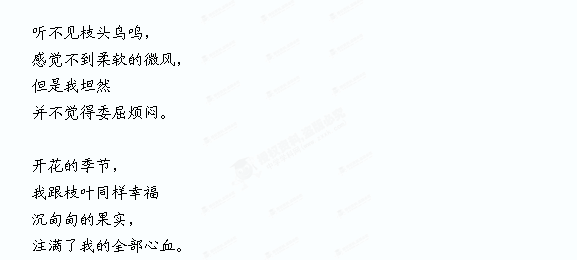 听不见枝头鸟鸣，
感觉不到柔软的微风，
但是我坦然
并不觉得委屈烦闷。
开花的季节，
我跟枝叶同样幸福
沉甸甸的果实，
注满了我的全部心血。